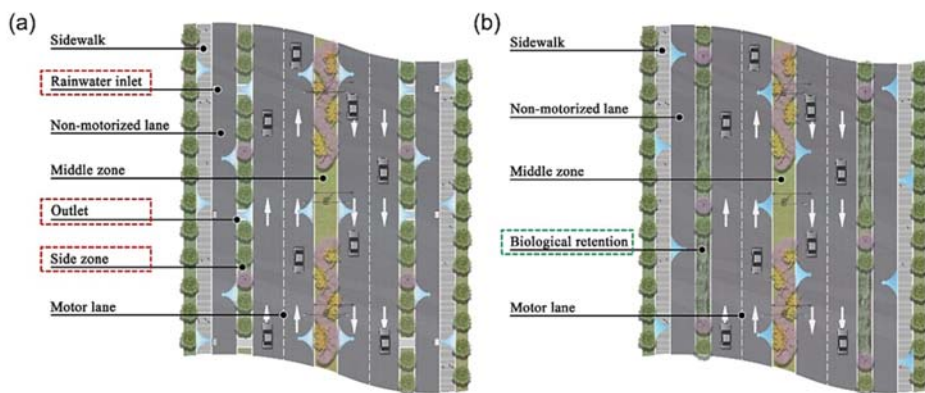 (a)
Sidewalk
Rainwater inlet
Non-motorized lane
Middle zone
Outlet
Side zone
Motor lane
(b)
Sidewalk
Non-motorized lane
Middle zone
Biological retention
Motor lane